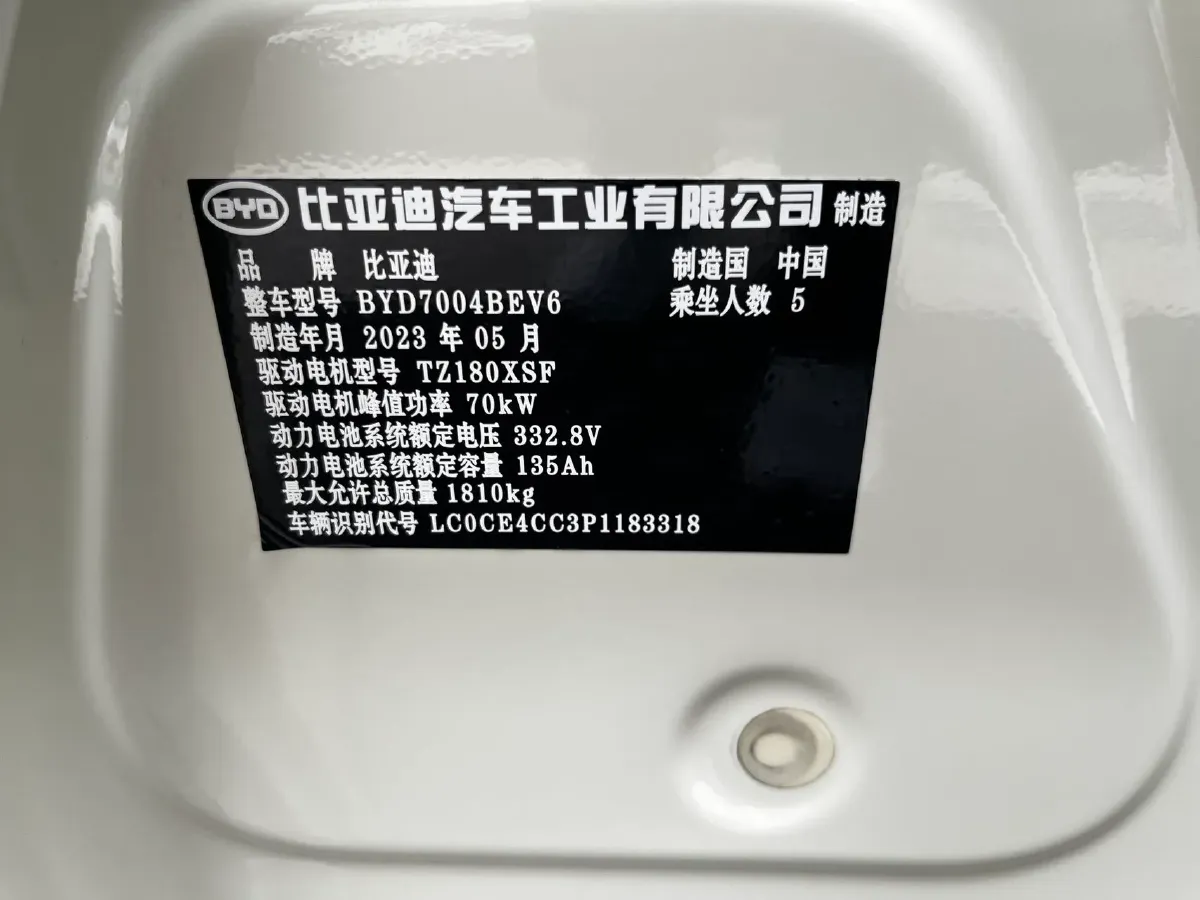 BYD 比亚迪汽车工业有限公司 制造
品 牌 比亚迪 制造国 中国
整车型号 BYD7004BEV6 乘坐人数 5
制造年月 2023 年 05 月
驱动电机型号 TZ180XSF
驱动电机峰值功率 70kW
动力电池系统额定电压 332.8V
动力电池系统额定容量 135Ah
最大允许总质量 1810kg
车辆识别代号 LC0CE4CC3P1183318